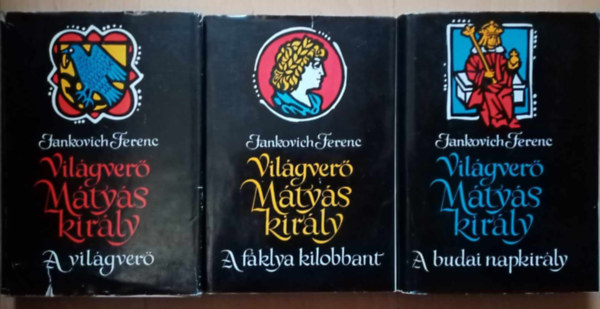 Jankovich Ferenc
Világverő
Mátyás
király
A világverő
Jankovich Ferenc
Világverő
Mátyás
király
A fáklya kilobbant
Jankovich Ferenc
Világverő
Mátyás
király
A budai napkirály